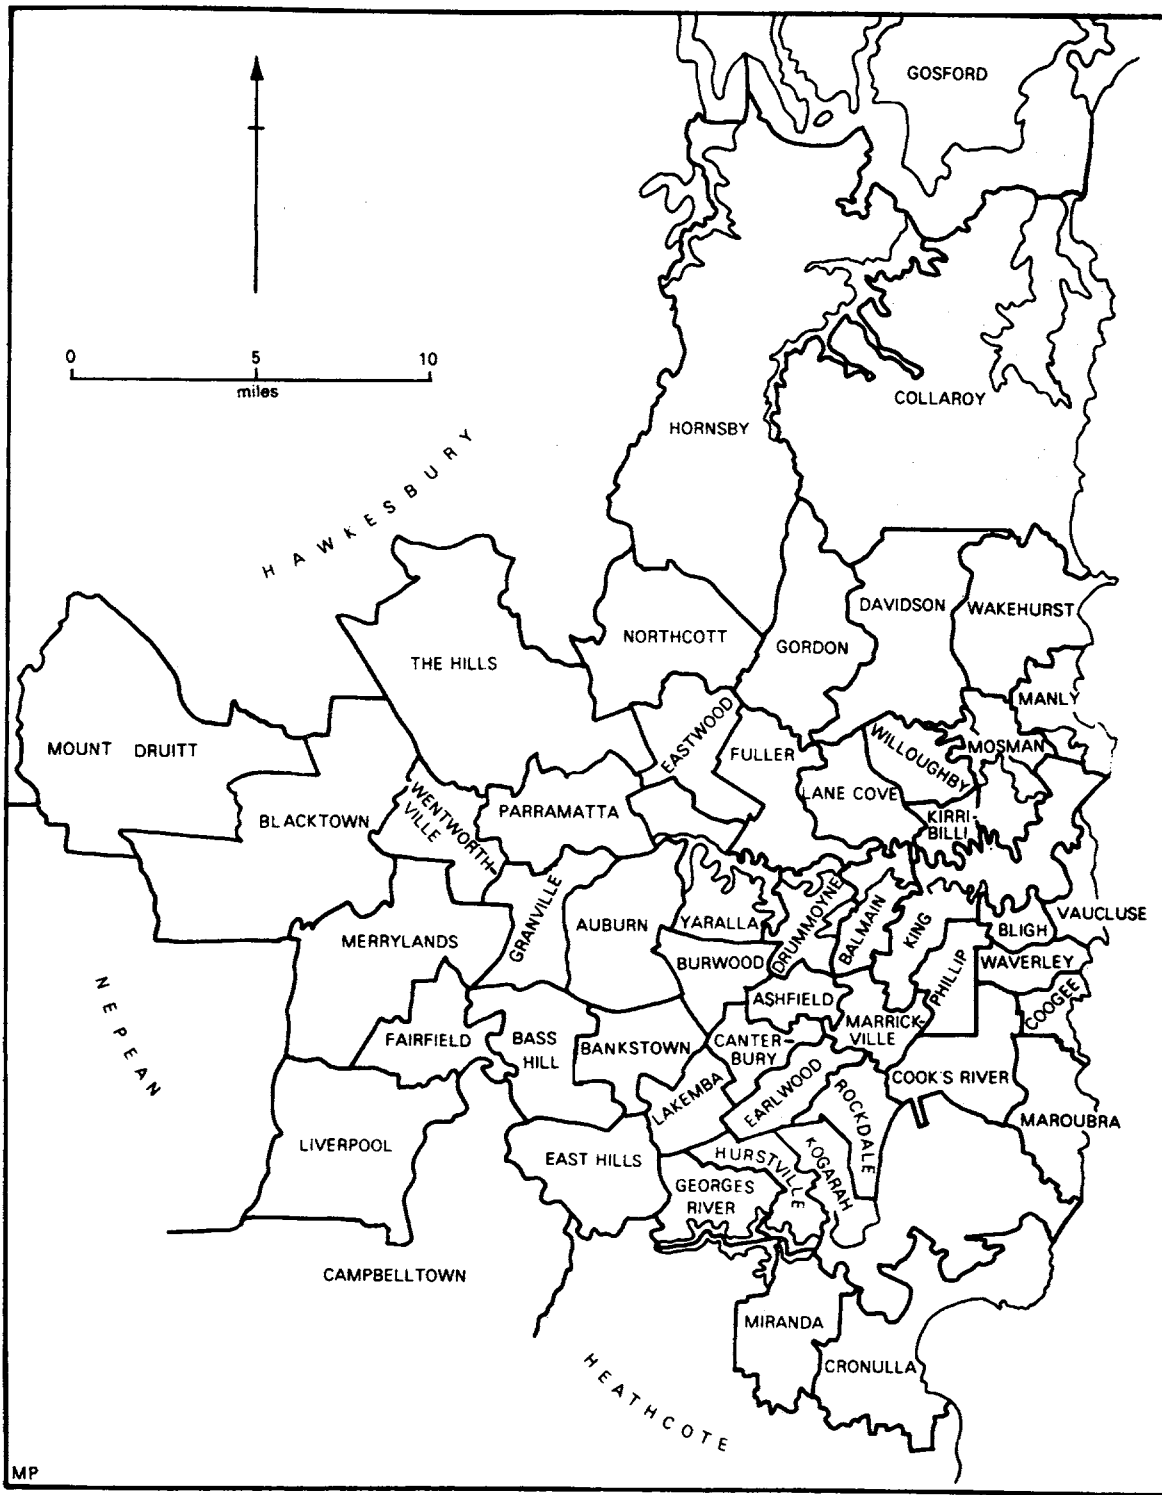 GOSFORD
0 5 10
miles
COLLAROY
HORNSBY
HAWKESBURY
DAVIDSON
WAKEHURST
NORTHCOTT
GORDON
THE HILLS
MANLY
EASTWOOD
MOUNT DRUITT
FULLER
WILLOUGHBY
MOSMAN
LANE COVE
WENTWORTH-
VILLE
PARRAMATTA
BLACKTOWN
KIRRI-
BILLI
GRANVILLE
AUBURN
YARALLA
DRUMMOYNE
BALMAIN
KING
BLIGH
VAUCLUSE
MERRYLANDS
BURWOOD
PHILLIP
WAVERLEY
NEPEAN
ASHFIELD
COOGEE
FAIRFIELD
BASS
HILL
BANKSTOWN
CANTER-
BURY
MARRICK-
VILLE
LAKEMBA
EARLWOOD
ROCKDALE
COOK'S RIVER
MAROUBRA
LIVERPOOL
EAST HILLS
HURSTVILLE
KOGARAH
GEORGES
RIVER
CAMPBELLTOWN
MIRANDA
CRONULLA
HEATHCOTE
MP